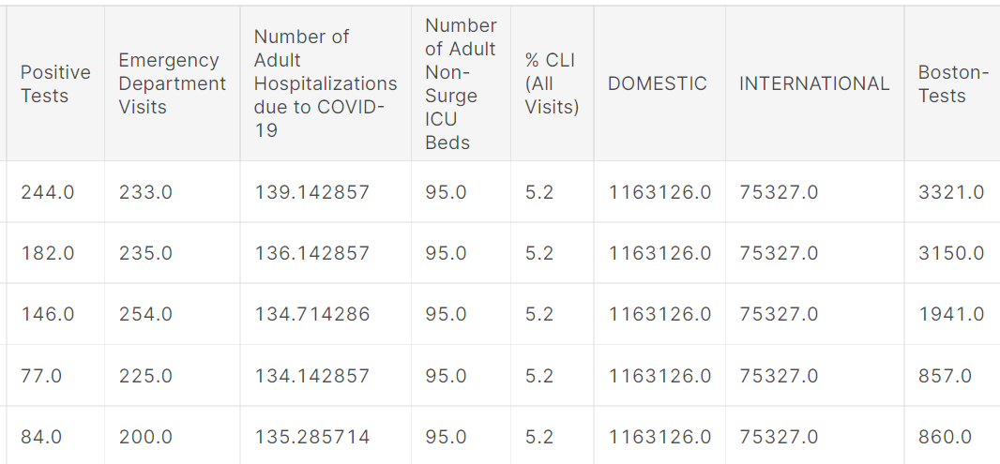 Positive Tests | Emergency Department Visits | Number of Adult Hospitalizations due to COVID-19 | Number of Adult Non-Surge ICU Beds | % CLI (All Visits) | DOMESTIC | INTERNATIONAL | Boston-Tests
244.0 | 233.0 | 139.142857 | 95.0 | 5.2 | 1163126.0 | 75327.0 | 3321.0
182.0 | 235.0 | 136.142857 | 95.0 | 5.2 | 1163126.0 | 75327.0 | 3150.0
146.0 | 254.0 | 134.714286 | 95.0 | 5.2 | 1163126.0 | 75327.0 | 1941.0
77.0 | 225.0 | 134.142857 | 95.0 | 5.2 | 1163126.0 | 75327.0 | 857.0
84.0 | 200.0 | 135.285714 | 95.0 | 5.2 | 1163126.0 | 75327.0 | 860.0